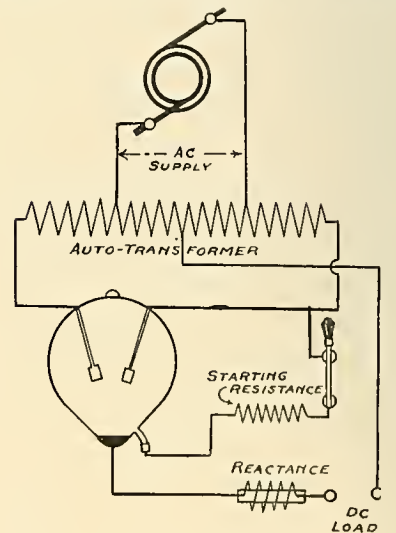 AC
SUPPLY
AUTO-TRANSFORMER
STARTING
RESISTANCE
REACTANCE
DC
LOAD